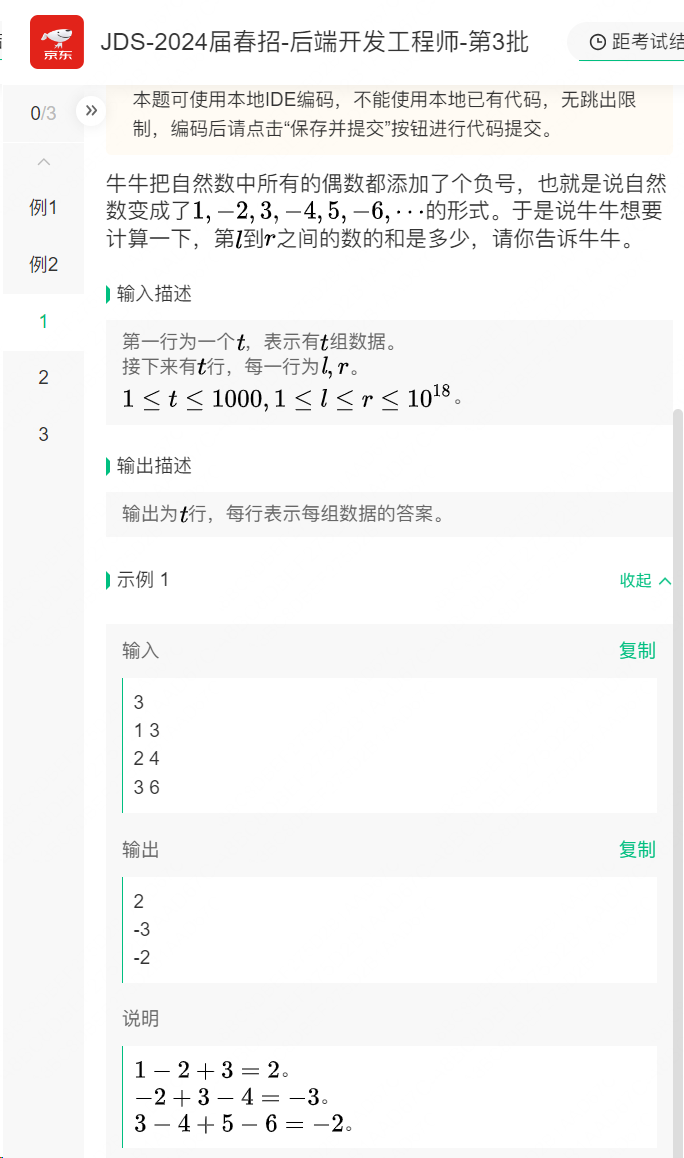 京东
JDS-2024届春招-后端开发工程师-第3批
距考试结
0/3
例1
例2
1
2
3
本题可使用本地IDE编码，不能使用本地已有代码，无跳出限
制，编码后请点击“保存并提交”按钮进行代码提交。
牛牛把自然数中所有的偶数都添加了个负号，也就是说自然
数变成了1, −2, 3, −4, 5, −6, ⋯的形式。于是说牛牛想要
计算一下，第l到r之间的数的和是多少，请你告诉牛牛。
输入描述
第一行为一个t，表示有t组数据。
接下来有t行，每一行为l, r。
1 ≤ t ≤ 1000, 1 ≤ l ≤ r ≤ 10^18。
输出描述
输出为t行，每行表示每组数据的答案。
示例 1
收起
输入
复制
3
1 3
2 4
3 6
输出
复制
2
-3
-2
说明
1 − 2 + 3 = 2。
−2 + 3 − 4 = −3。
3 − 4 + 5 − 6 = −2。